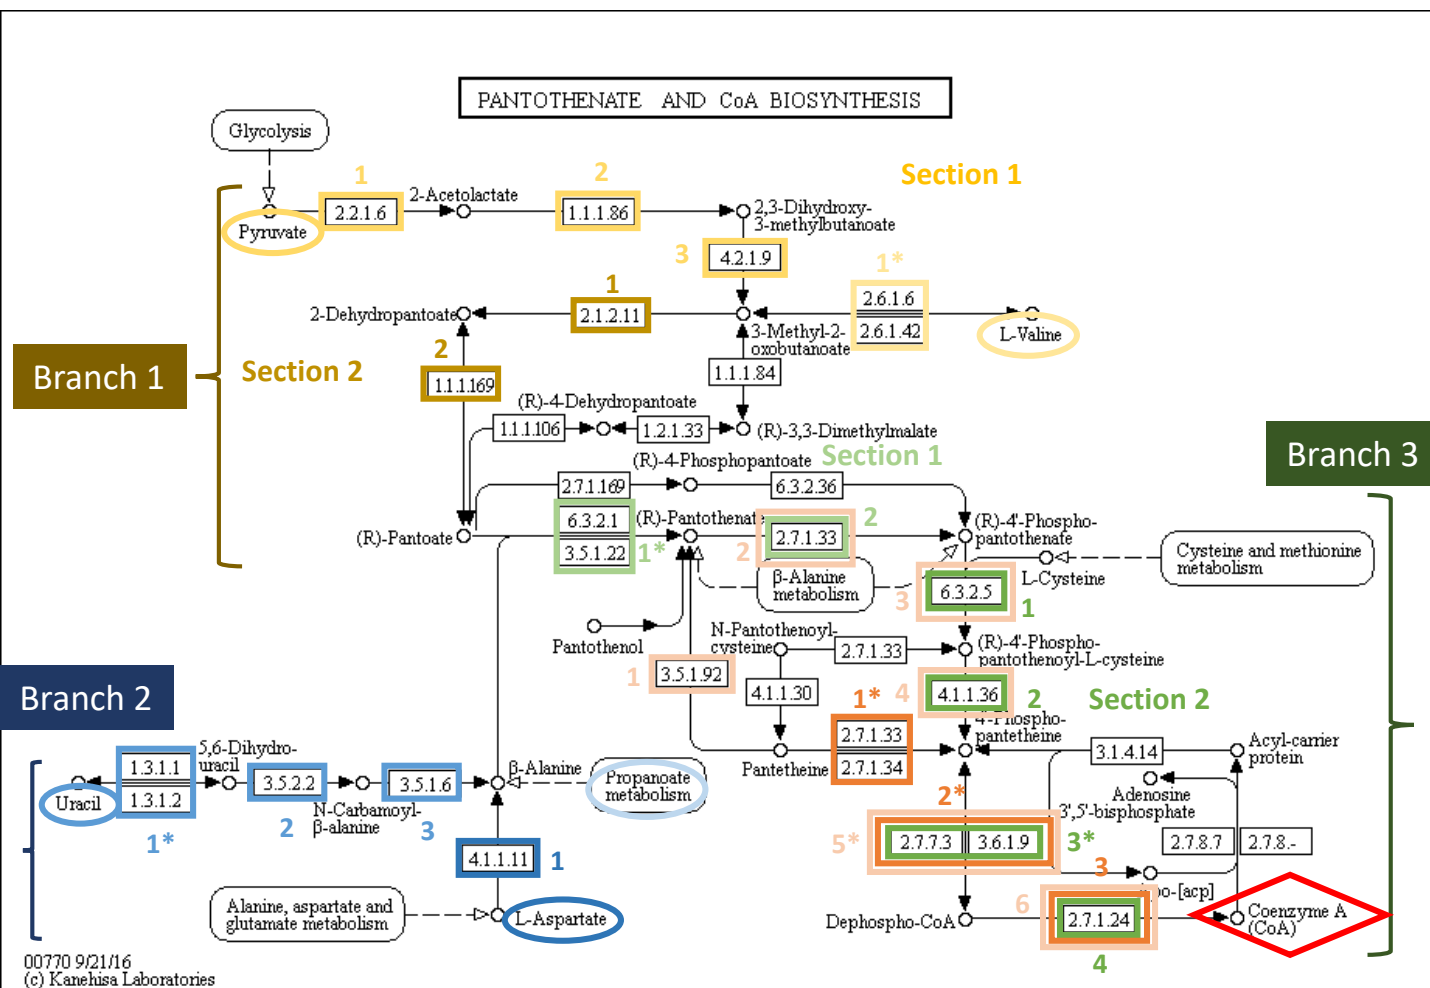 PANTOTHENATE AND CoA BIOSYNTHESIS
Glycolysis
1
2
Section 1
2-Acetolactate
2.2.1.6
1.1.1.86
2,3-Dihydroxy-
3-methylbutanoate
Pyruvate
3
4.2.1.9
1*
1
2.6.1.6
2-Dehydropantoate
2.1.2.11
2.6.1.42
3-Methyl-2-
oxobutanoate
L-Valine
Branch 1
Section 2
2
1.1.1.169
1.1.1.84
(R)-4-Dehydropantoate
1.1.1.106
1.2.1.33
(R)-3,3-Dimethylmalate
Branch 3
Section 1
(R)-4-Phosphopantoate
2.7.1.169
6.3.2.36
6.3.2.1
(R)-Pantothenate
2
(R)-4'-Phospho-
pantothenate
(R)-Pantoate
3.5.1.22
1*
2
2.7.1.33
Cysteine and methionine
metabolism
β-Alanine
metabolism
L-Cysteine
3
6.3.2.5
1
Pantothenol
N-Pantothenoyl-
cysteine
2.7.1.33
(R)-4'-Phospho-
pantothenoyl-L-cysteine
1
3.5.1.92
4.1.1.30
1*
4
4.1.1.36
2
Section 2
Branch 2
4'-Phospho-
pantetheine
2.7.1.33
2.7.1.34
Pantetheine
3.1.4.14
Acyl-carrier
protein
5,6-Dihydro-
uracil
1.3.1.1
1.3.1.2
3.5.2.2
3.5.1.6
β-Alanine
Propanoate
metabolism
Uracil
N-Carbamoyl-
β-alanine
1*
2
3
2*
Adenosine
3',5'-bisphosphate
5*
2.7.7.3
3.6.1.9
3*
2.7.8.7
2.7.8.-
4.1.1.11
1
3
Alanine, aspartate and
glutamate metabolism
L-Aspartate
6
-[acp]
Dephospho-CoA
2.7.1.24
Coenzyme A
(CoA)
4
00770 9/21/16
(c) Kanehisa Laboratories